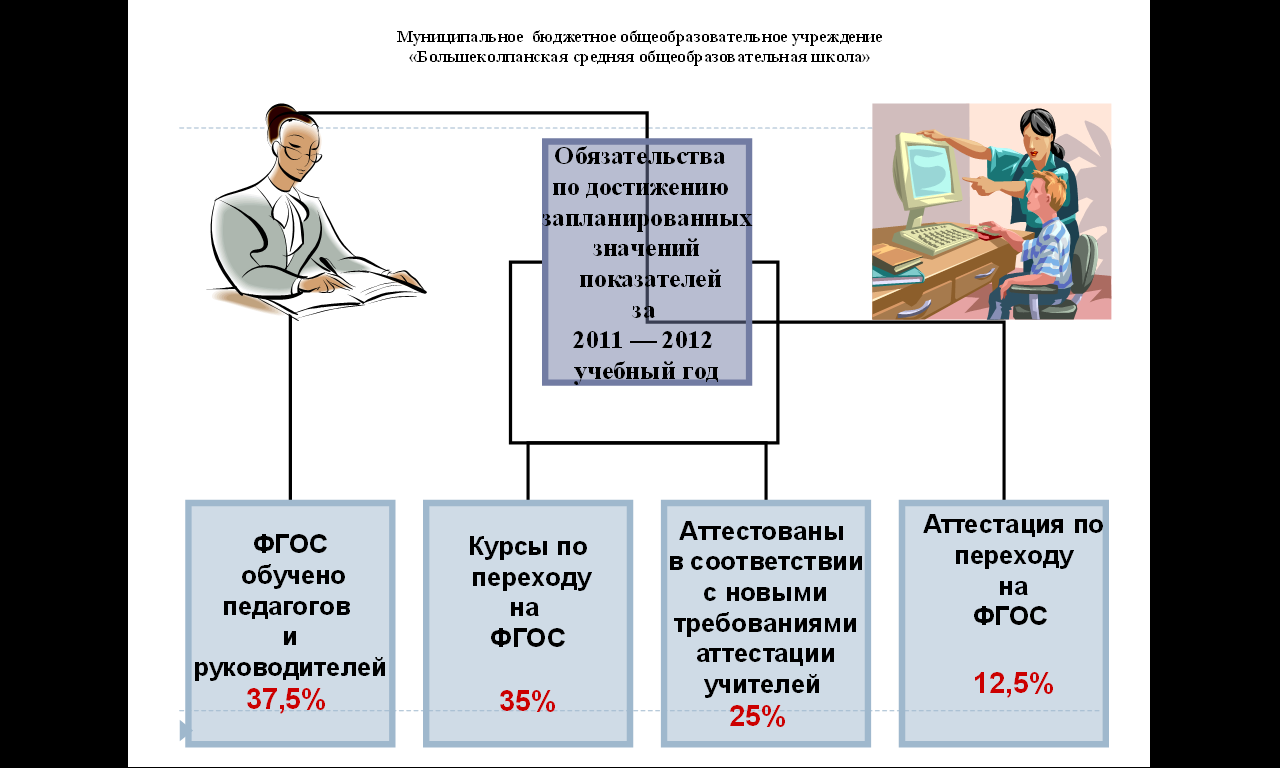 Муниципальное бюджетное общеобразовательное учреждение
«Большеколпанская средняя общеобразовательная школа»
Обязательства
по достижению
запланированных
значений
показателей
за
2011 — 2012
учебный год
ФГОС
обучено
педагогов
и
руководителей
37,5%
Курсы по
переходу
на
ФГОС
35%
Аттестованы
в соответствии
с новыми
требованиями
аттестации
учителей
25%
Аттестация по
переходу
на
ФГОС
12,5%